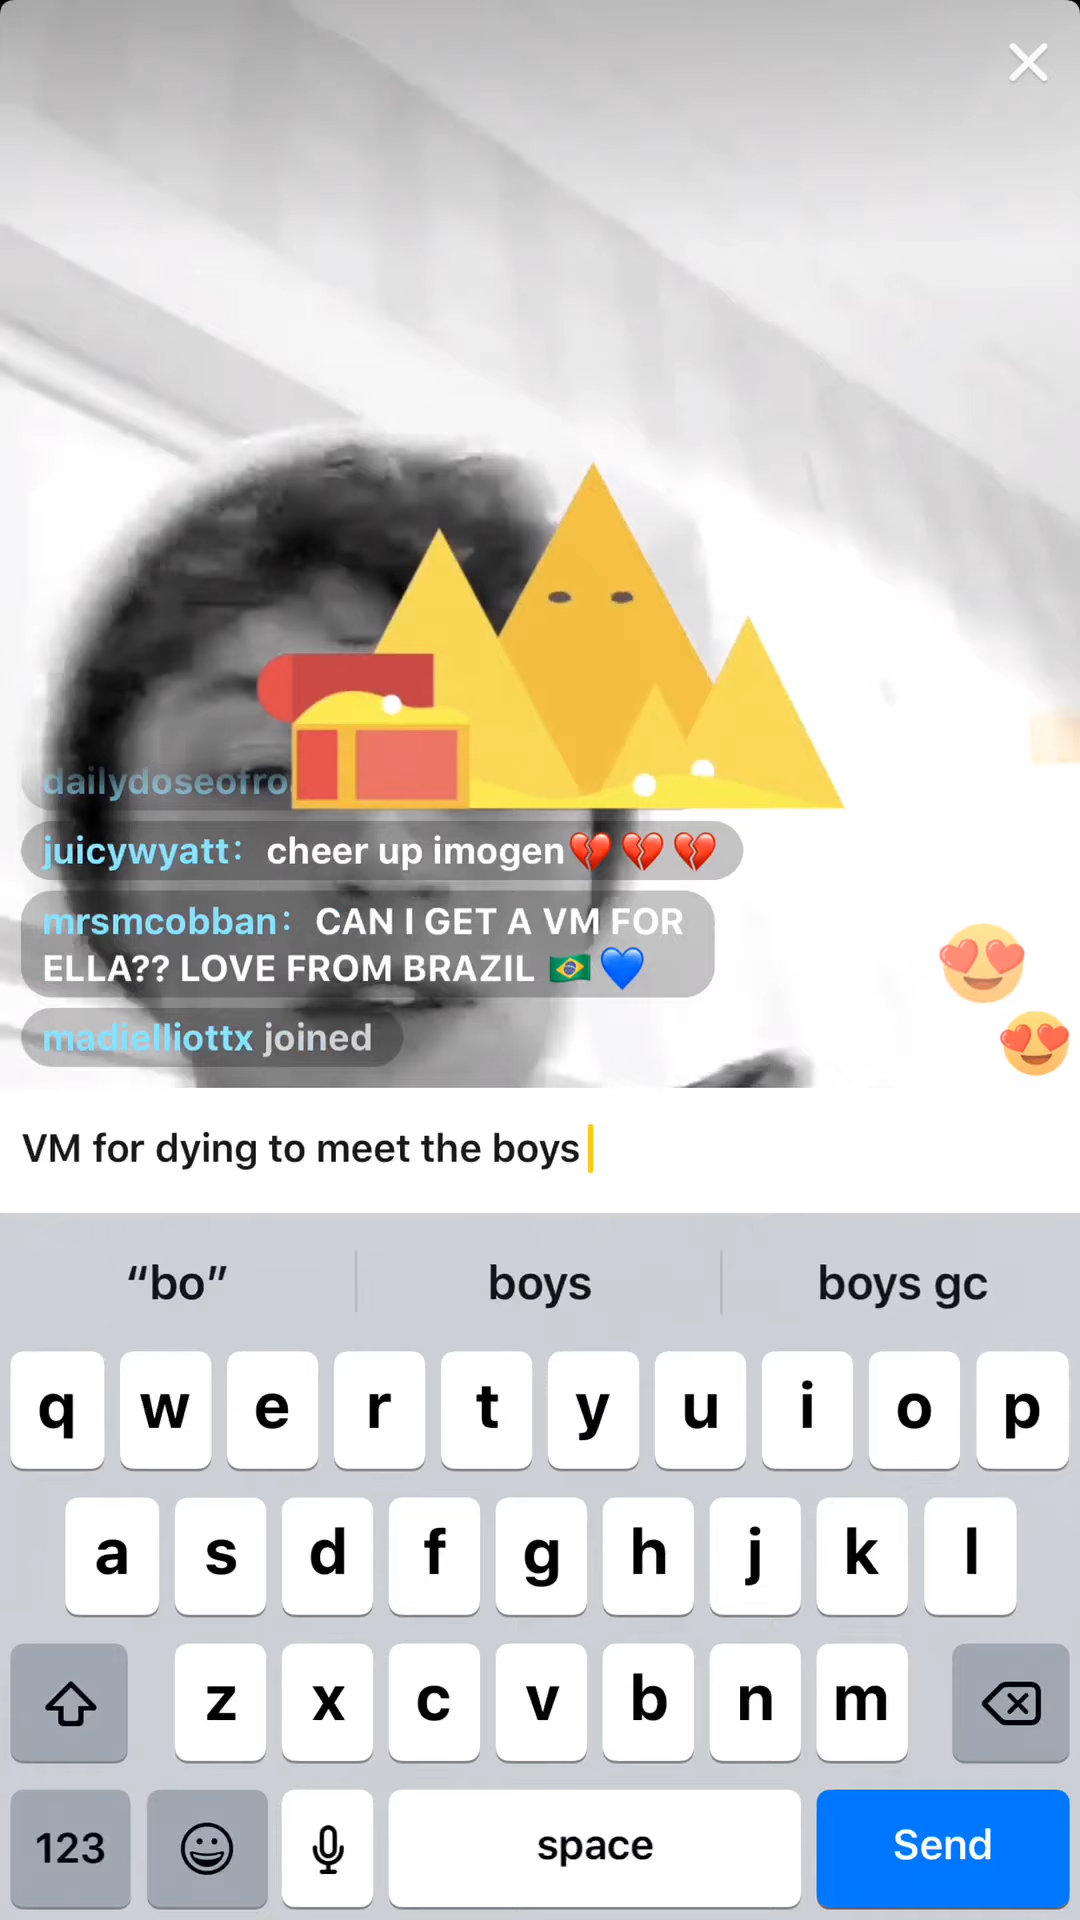 dailydoseofro
juicywyatt: cheer up imogen💔💔💔
mrsmcobban: CAN I GET A VM FOR
ELLA?? LOVE FROM BRAZIL 🇧🇷💙
madielliottx joined
VM for dying to meet the boys
“bo” boys boys gc
q w e r t y u i o p
a s d f g h j k l
z x c v b n m
123 space Send